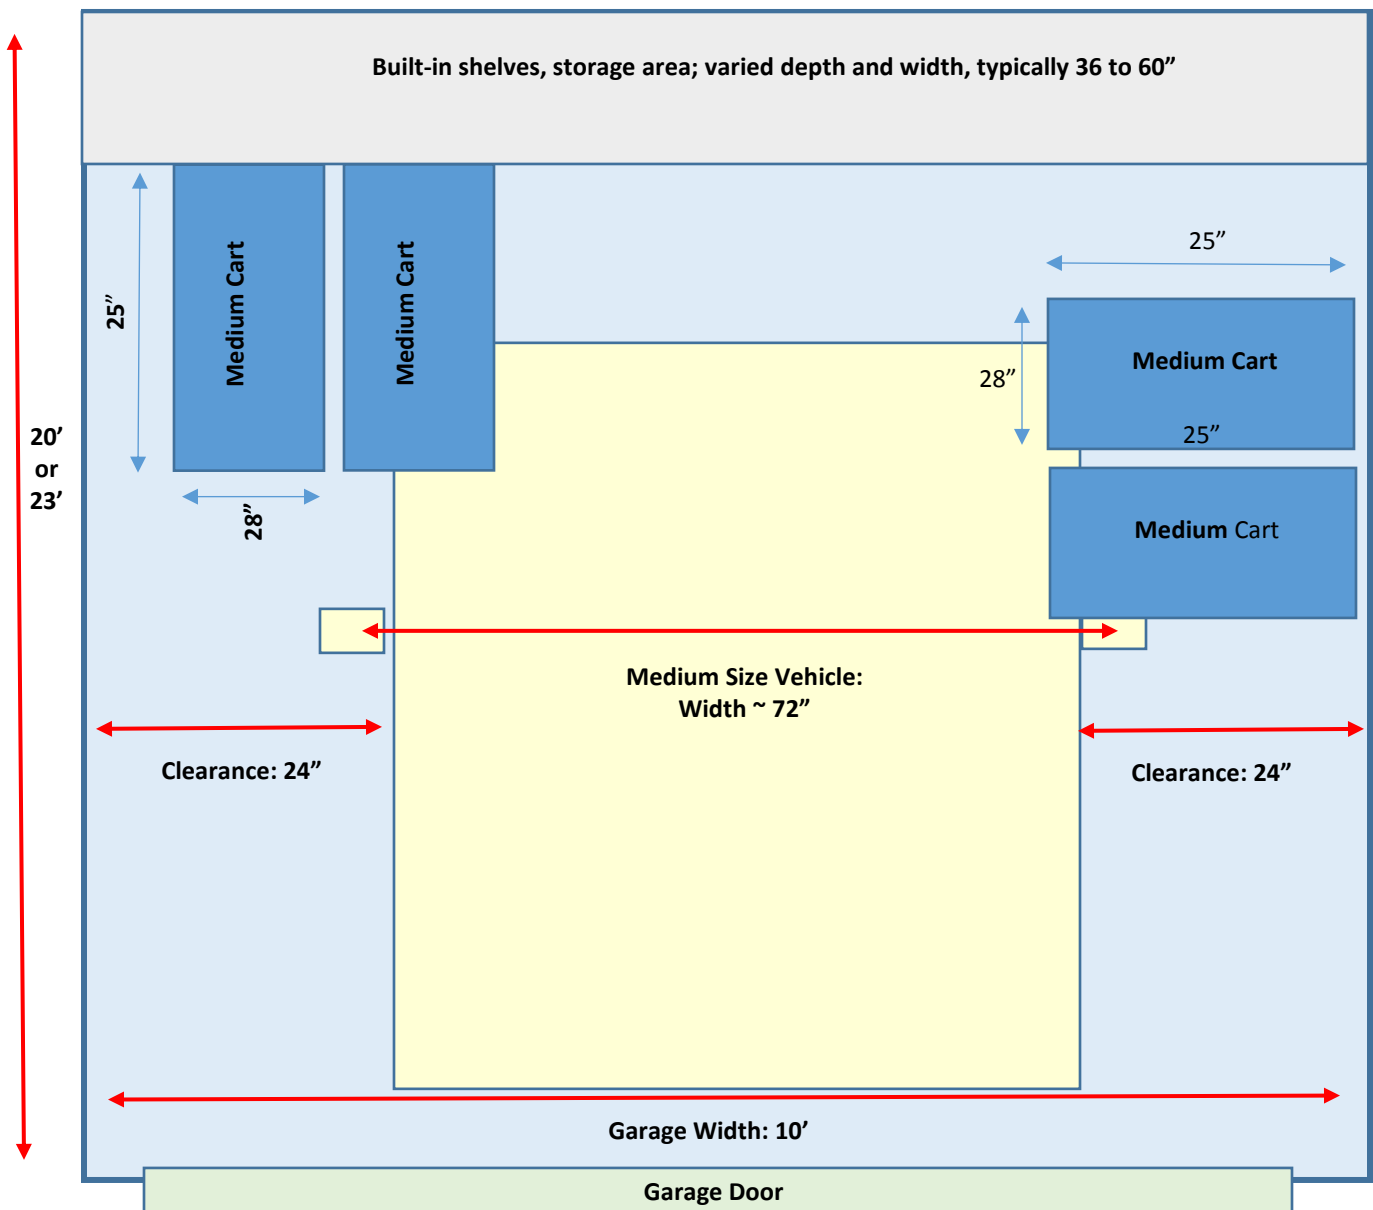 Built-in shelves, storage area; varied depth and width, typically 36 to 60”
Medium Cart
Medium Cart
25”
28”
25”
28”
Medium Cart
25”
Medium Cart
20’
or
23’
Medium Size Vehicle:
Width ~ 72”
Clearance: 24”
Clearance: 24”
Garage Width: 10’
Garage Door